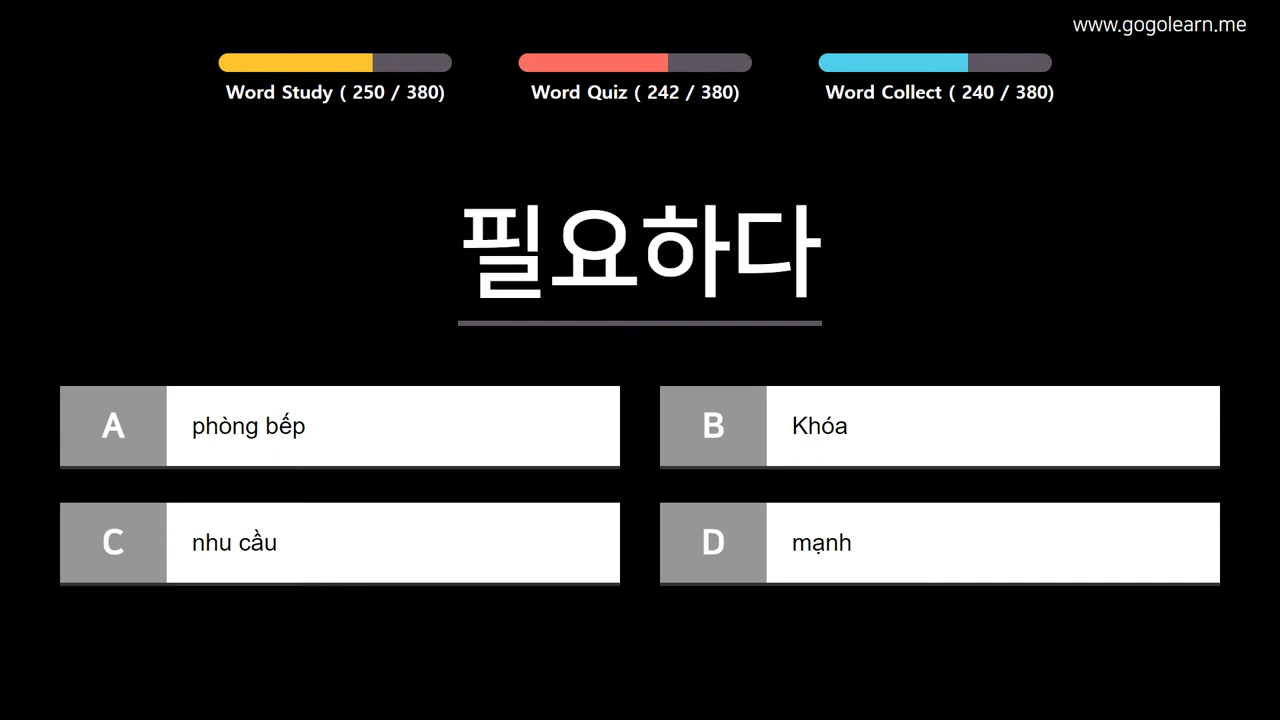 www.gogolearn.me
Word Study ( 250 / 380)
Word Quiz ( 242 / 380)
Word Collect ( 240 / 380)
필요하다
A phòng bếp
B Khóa
C nhu cầu
D mạnh